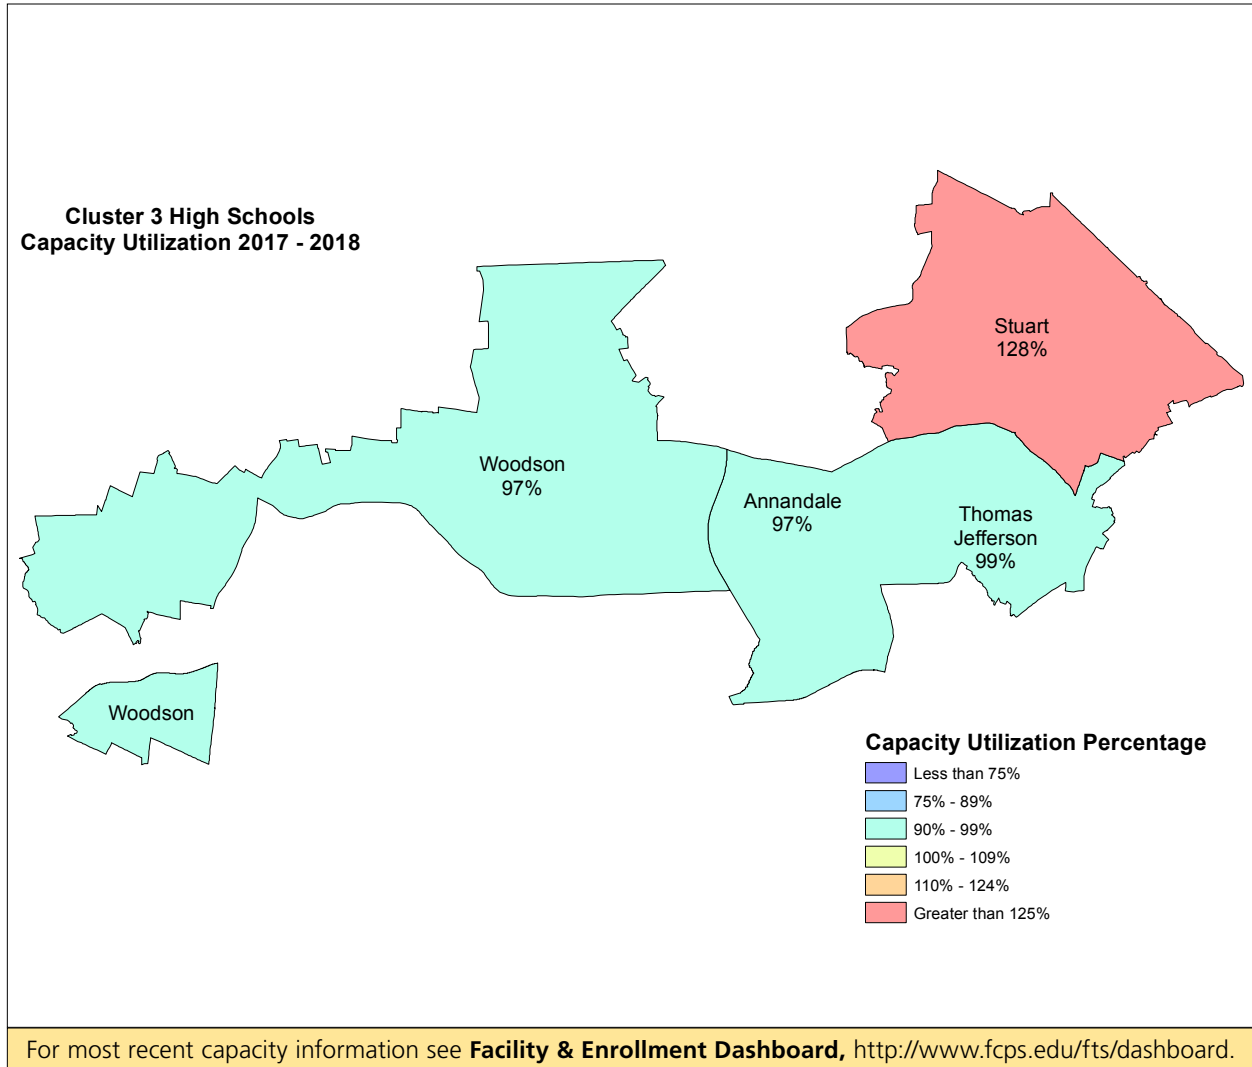 Cluster 3 High Schools
Capacity Utilization 2017 - 2018
Stuart
128%
Woodson
97%
Annandale
97%
Thomas
Jefferson
99%
Woodson
Capacity Utilization Percentage
Less than 75%
75% - 89%
90% - 99%
100% - 109%
110% - 124%
Greater than 125%
For most recent capacity information see Facility & Enrollment Dashboard, http://www.fcps.edu/fts/dashboard.